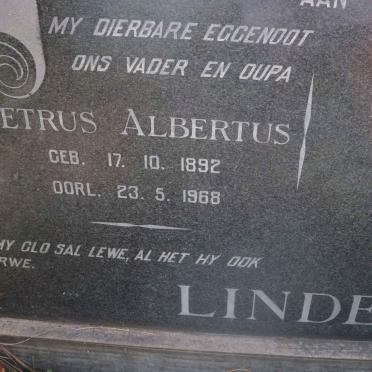 AAN
MY DIERBARE EGGENOOT
ONS VADER EN OUPA
ETRUS ALBERTUS
GEB. 17. 10. 1892
OORL. 23. 5. 1968
MY GLO SAL LEWE, AL HET HY OOK
RWE.
LINDE